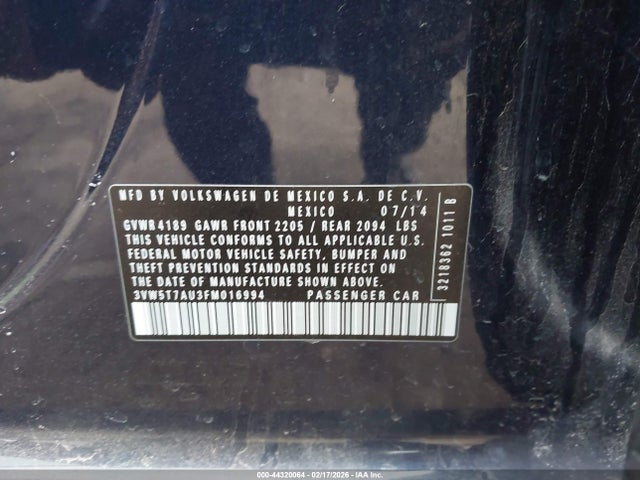 MFD BY VOLKSWAGEN DE MEXICO S.A. DE C.V.
MEXICO 07/14
GVWR 4189 GAWR FRONT 2205 / REAR 2094 LBS
THIS VEHICLE CONFORMS TO ALL APPLICABLE U.S.
FEDERAL MOTOR VEHICLE SAFETY, BUMPER AND
THEFT PREVENTION STANDARDS IN EFFECT ON
THE DATE OF MANUFACTURE SHOWN ABOVE.
3VW5T7AU3FM016994 PASSENGER CAR
3218362 1011 B
000-44320064 - 02/17/2026 - IAA Inc.